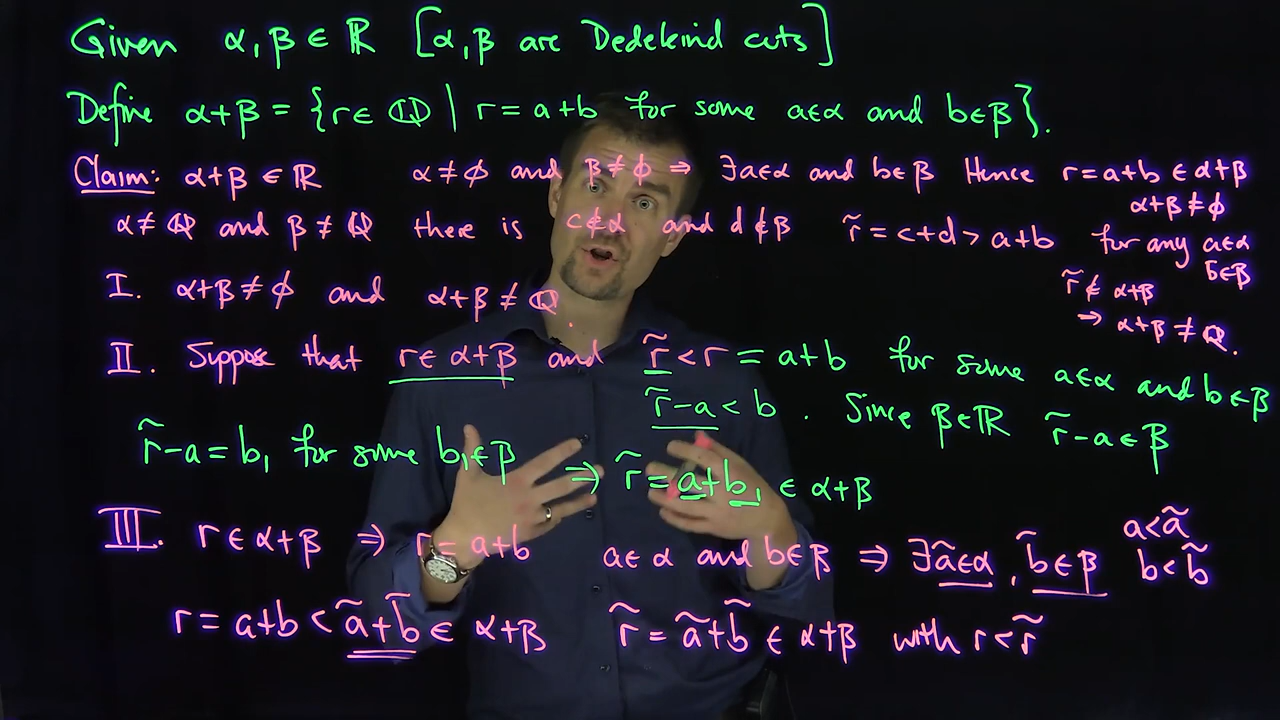 Given α, β ∈ ℝ [α, β are Dedekind cuts]
Define α+β = {r ∈ ℚ | r = a+b for some a∈α and b∈β}.
Claim: α+β ∈ ℝ α≠∅ and β≠∅ ⇒ ∃a∈α and b∈β Hence r=a+b ∈ α+β
α+β≠∅
α≠ℚ and β≠ℚ there is c∉α and d∉β r̃ = c+d > a+b for any a∈α
b∈β
I. α+β≠∅ and α+β≠ℚ.
r̃ ∉ α+β
⇒ α+β≠ℚ.
II. Suppose that r∈ α+β and r̃ < r = a+b for some a∈α and b∈β
r̃-a < b . Since β∈ℝ r̃-a∈β
r̃-a = b₁ for some b₁∈β ⇒ r̃ = a+b₁ ∈ α+β
III. r∈α+β ⇒ r = a+b a∈α and b∈β ⇒ ∃ã∈α, b̃∈β a<ã
b<b̃
r = a+b < ã+b̃ ∈ α+β r̃ = ã+b̃ ∈ α+β with r<r̃